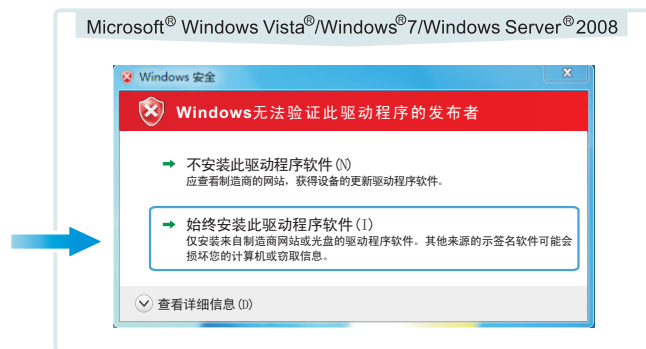 Microsoft® Windows Vista®/Windows®7/Windows Server®2008
Windows 安全
Windows无法验证此驱动程序的发布者
不安装此驱动程序软件(N)
应查看制造商的网站，获得设备的更新驱动程序软件。
始终安装此驱动程序软件(I)
仅安装来自制造商网站或光盘的驱动程序软件。其他来源的示签名软件可能会
损坏您的计算机或窃取信息。
查看详细信息(D)